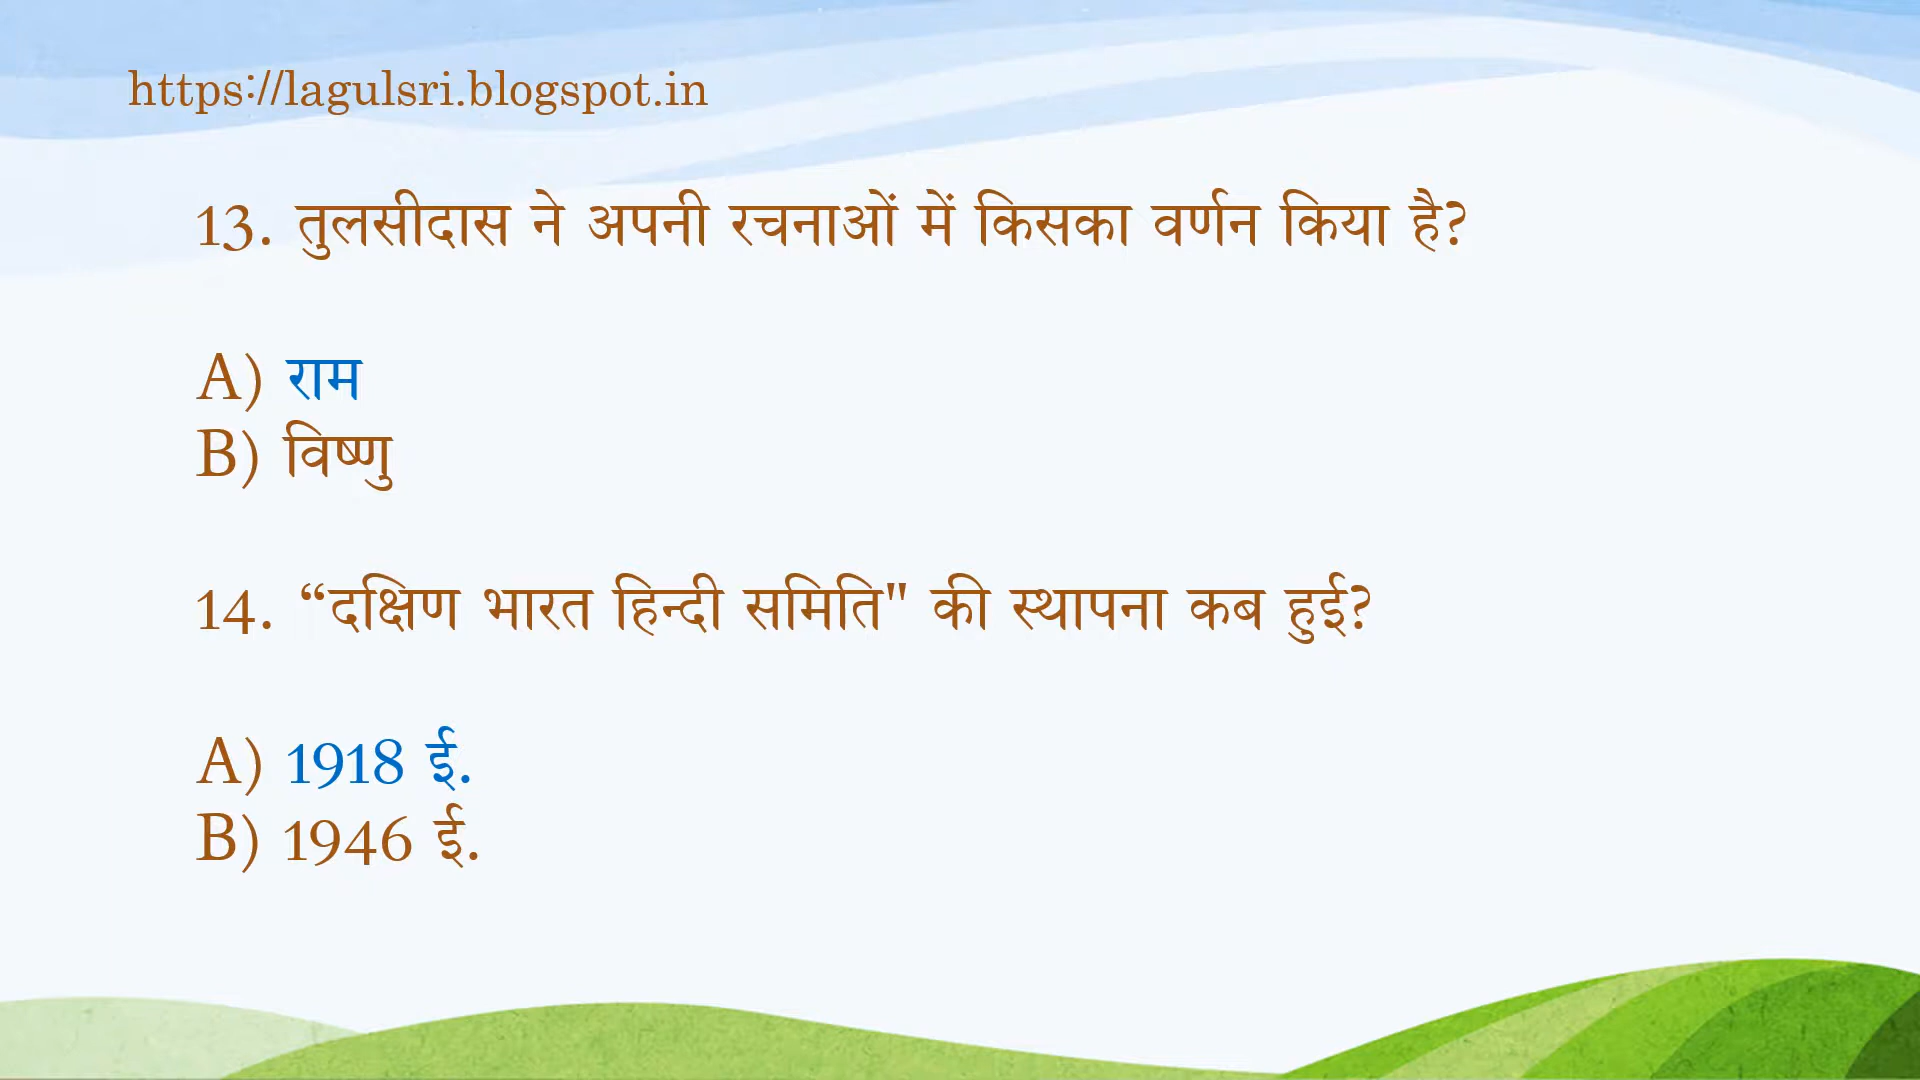 https://lagulsri.blogspot.in
13. तुलसीदास ने अपनी रचनाओं में किसका वर्णन किया है?
A) राम
B) विष्णु
14. “दक्षिण भारत हिन्दी समिति" की स्थापना कब हुई?
A) 1918 ई.
B) 1946 ई.